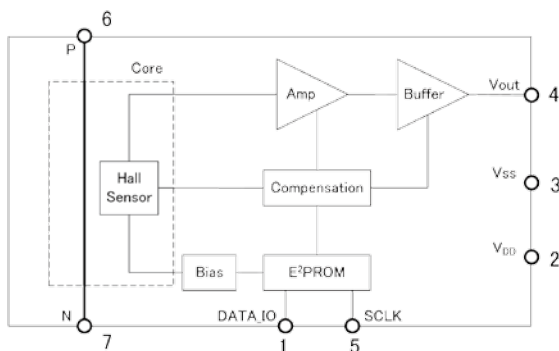 6
P
Core
Amp
Buffer
Vout
4
Hall
Sensor
Compensation
VSS
3
VDD
2
Bias
E²PROM
N
DATA_IO
SCLK
7
1
5